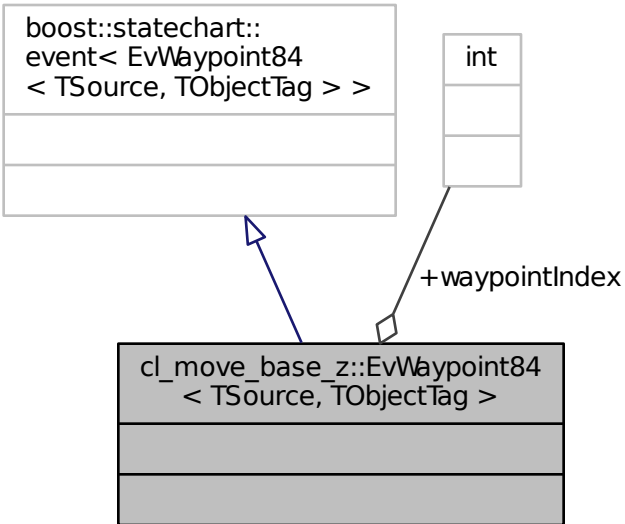 boost::statechart::
event< EvWaypoint84
< TSource, TObjectTag > >
int
+waypointIndex
cl_move_base_z::EvWaypoint84
< TSource, TObjectTag >